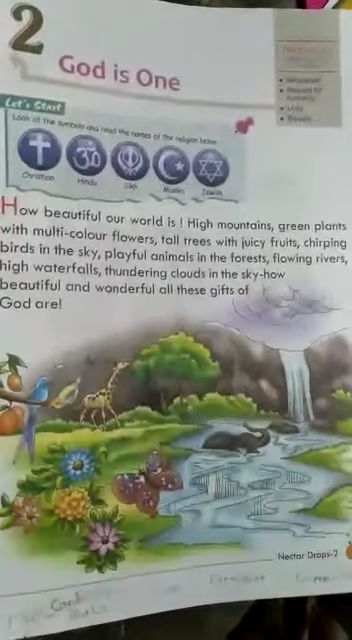 2
God is One
Let's Start
Look at the symbols and read the names of the religion below
Christian Hindu Sikh Muslim Jewish
How beautiful our world is ! High mountains, green plants
with multi-colour flowers, tall trees with juicy fruits, chirping
birds in the sky, playful animals in the forests, flowing rivers,
high waterfalls, thundering clouds in the sky-how
beautiful and wonderful all these gifts of
God are!
Nectar Drops-2